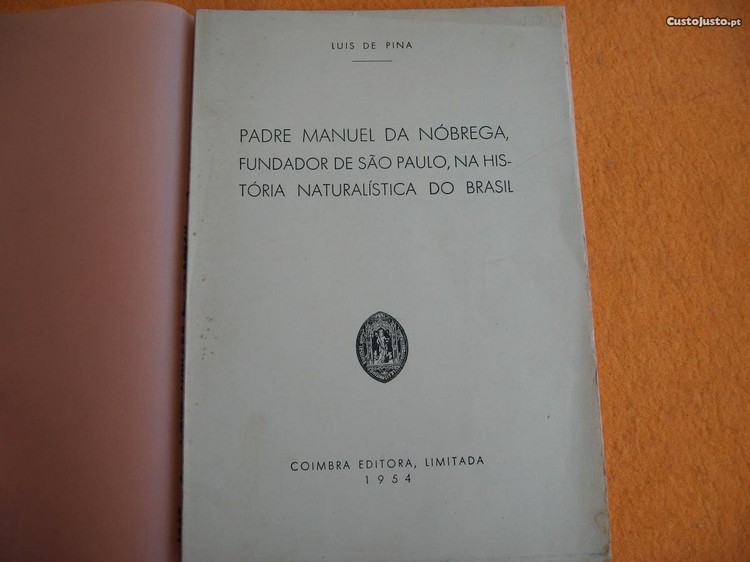 CustoJusto.pt
LUIS DE PINA
PADRE MANUEL DA NÓBREGA,
FUNDADOR DE SÃO PAULO, NA HIS-
TÓRIA NATURALÍSTICA DO BRASIL
COIMBRA EDITORA, LIMITADA
1954